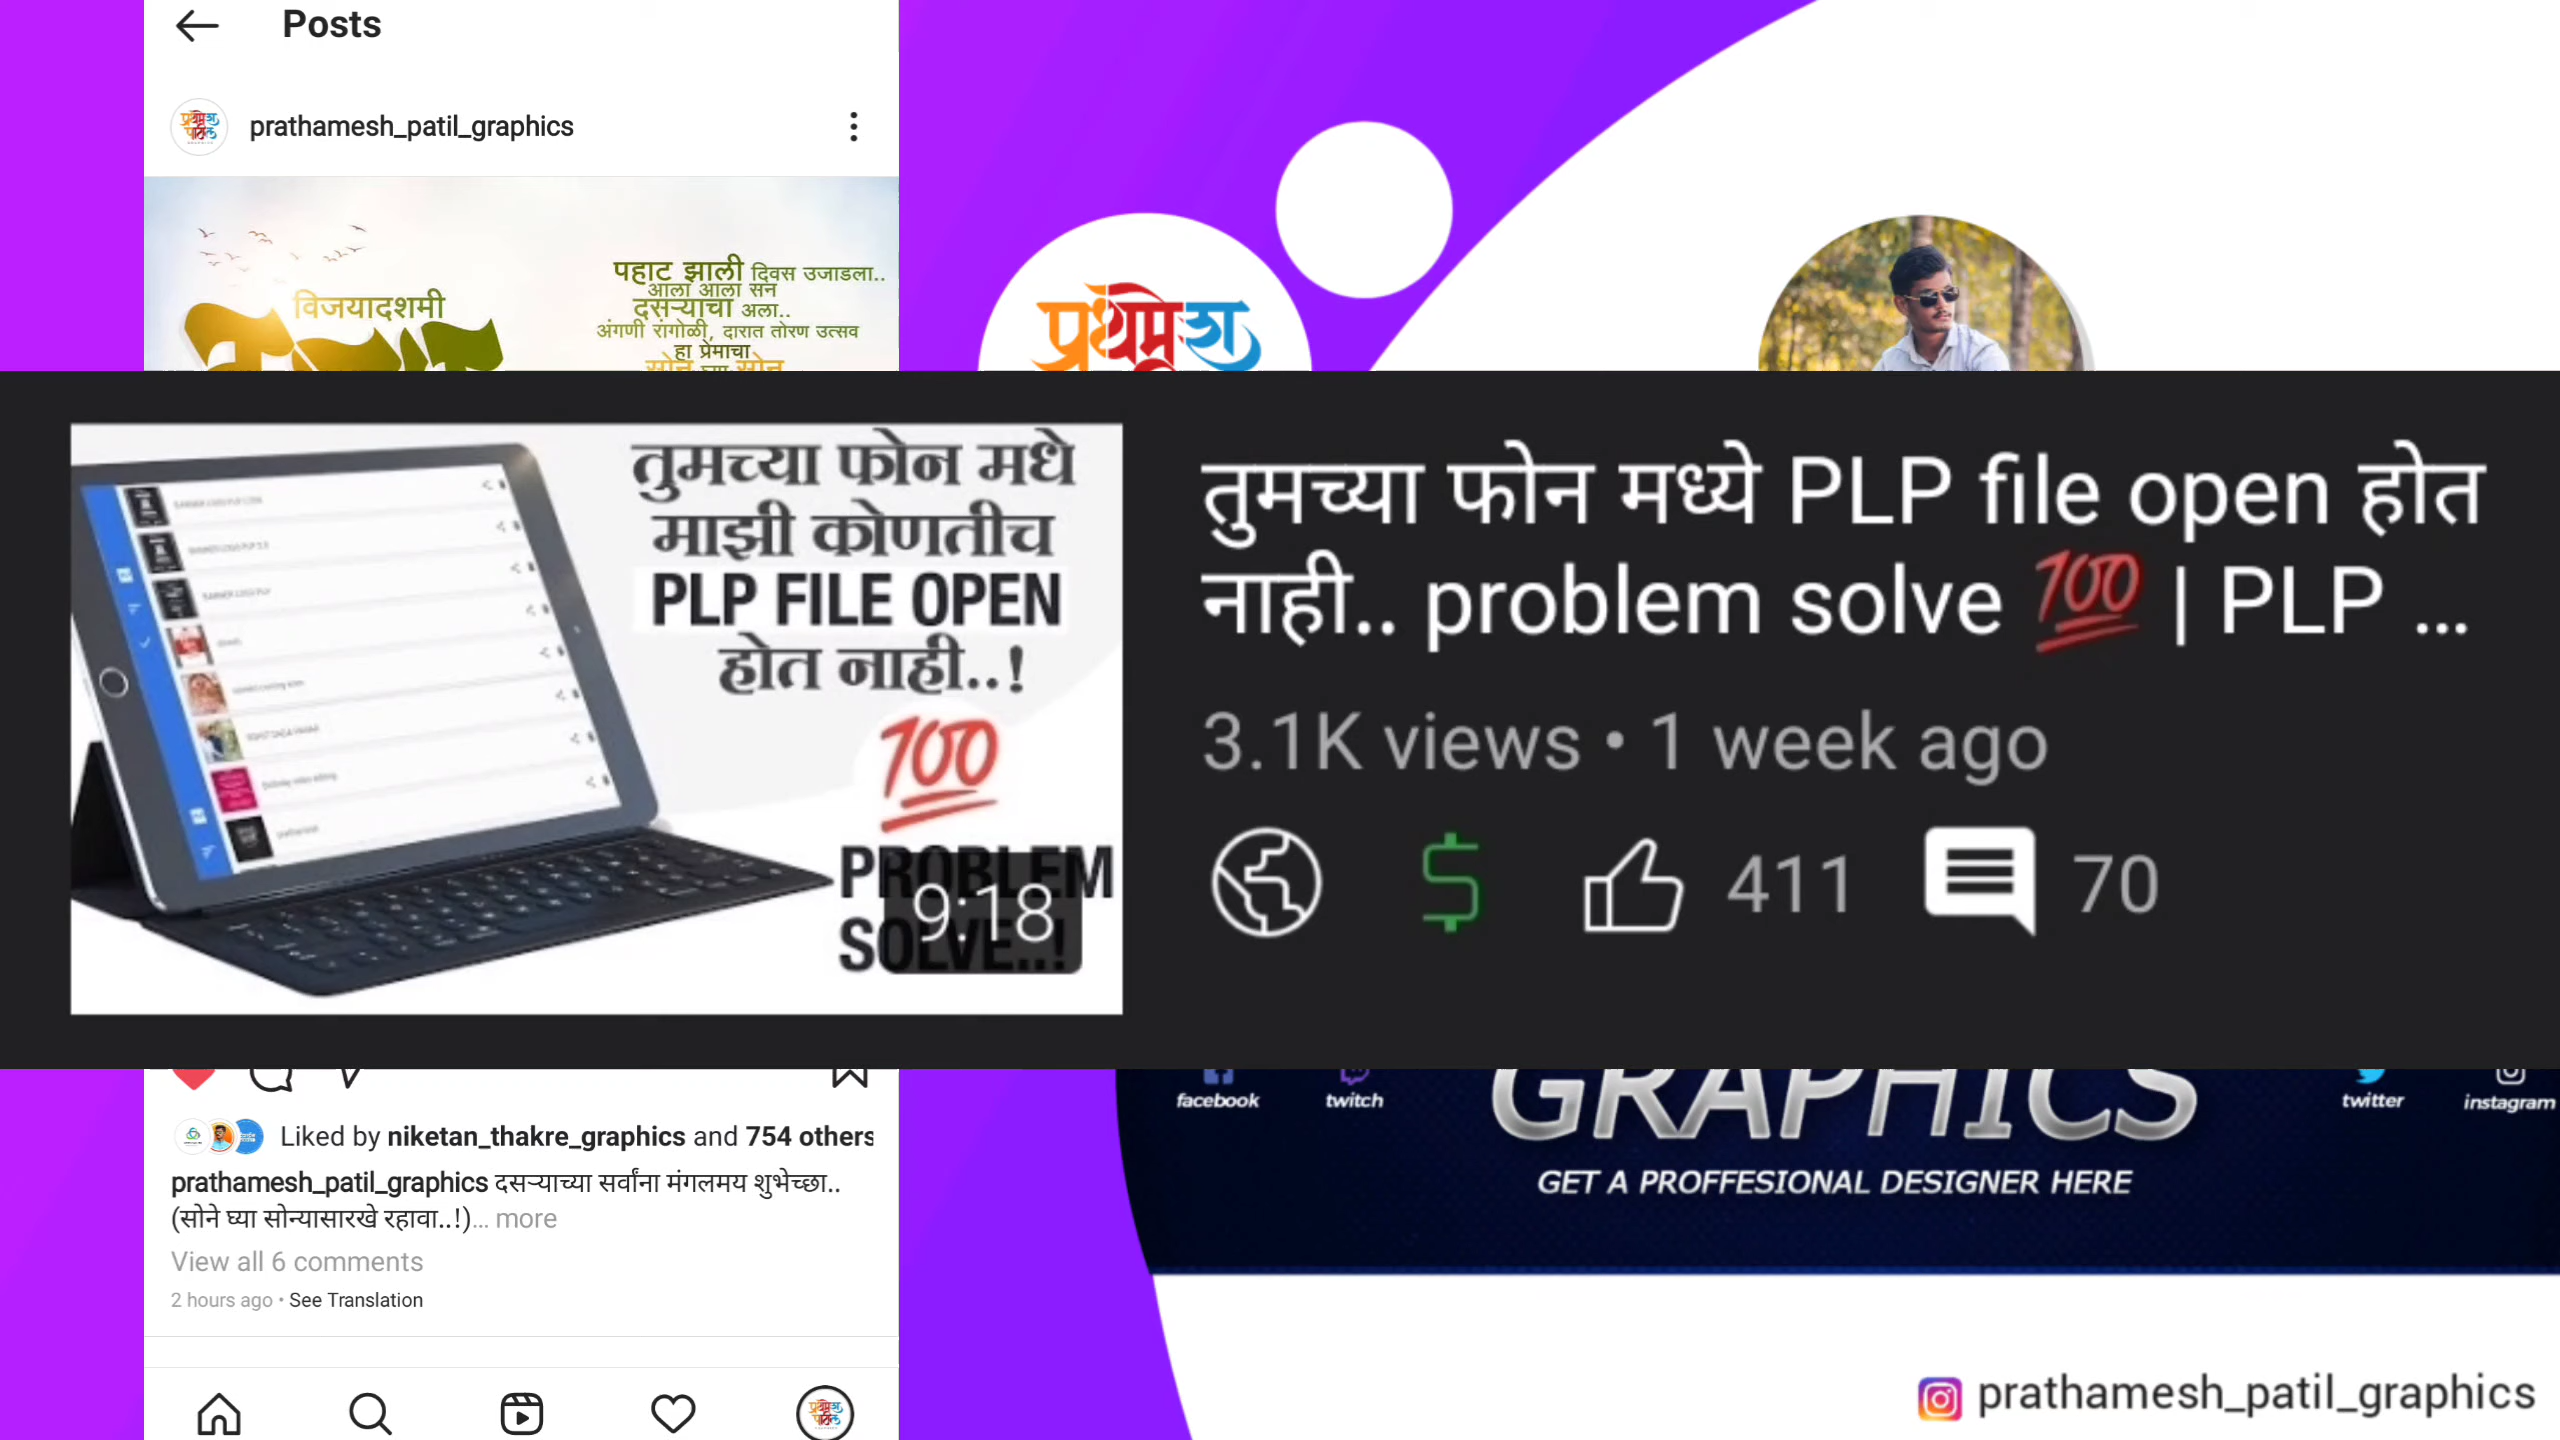 Posts
prathamesh_patil_graphics
विजयादशमी
पहाट झाली दिवस उजाडला..
आला आला सन
दसऱ्याचा अला..
अंगणी रांगोळी, दारात तोरण उत्सव
हा प्रेमाचा
प्रथमेश
तुमच्या फोन मधे
माझी कोणतीच
PLP FILE OPEN
होत नाही..!
100
PROBLEM
SOLVE..!
9:18
तुमच्या फोन मध्ये PLP file open होत
नाही.. problem solve 💯 | PLP ...
3.1K views • 1 week ago
411
70
Liked by niketan_thakre_graphics and 754 others
prathamesh_patil_graphics दसऱ्याच्या सर्वांना मंगलमय शुभेच्छा..
(सोने घ्या सोन्यासारखे रहावा..!)... more
View all 6 comments
2 hours ago • See Translation
facebook
twitch
GRAPHICS
twitter
instagram
GET A PROFFESIONAL DESIGNER HERE
prathamesh_patil_graphics